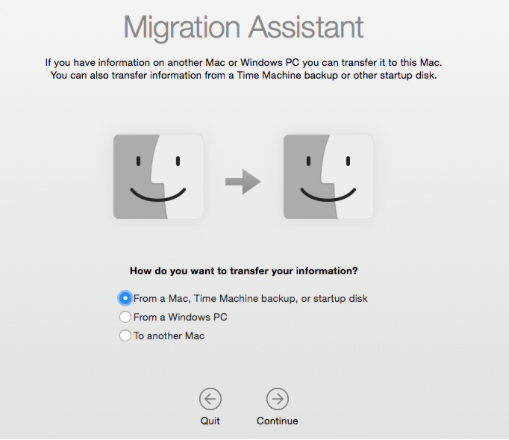 Migration Assistant
If you have information on another Mac or Windows PC you can transfer it to this Mac.
You can also transfer information from a Time Machine backup or other startup disk.
How do you want to transfer your information?
From a Mac, Time Machine backup, or startup disk
From a Windows PC
To another Mac
Quit
Continue